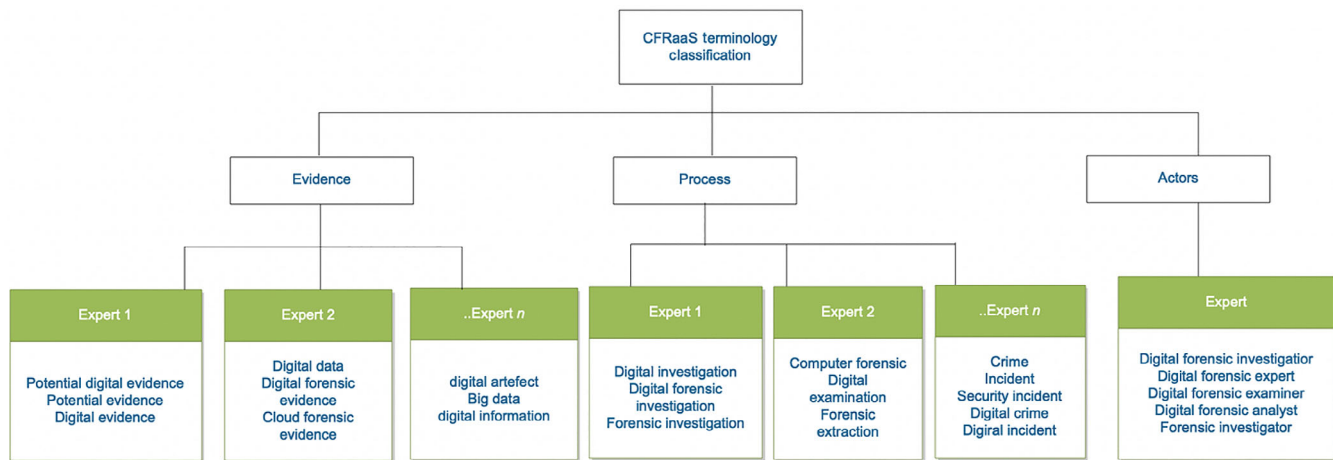 CFRaaS terminology
classification
Evidence
Process
Actors
Expert 1
Potential digital evidence
Potential evidence
Digital evidence
Expert 2
Digital data
Digital forensic
evidence
Cloud forensic
evidence
..Expert n
digital artefect
Big data
digital information
Expert 1
Digital investigation
Digital forensic
investigation
Forensic investigation
Expert 2
Computer forensic
Digital
examination
Forensic
extraction
..Expert n
Crime
Incident
Security incident
Digital crime
Digiral incident
Expert
Digital forensic investigatior
Digital forensic expert
Digital forensic examiner
Digital forensic analyst
Forensic investigator